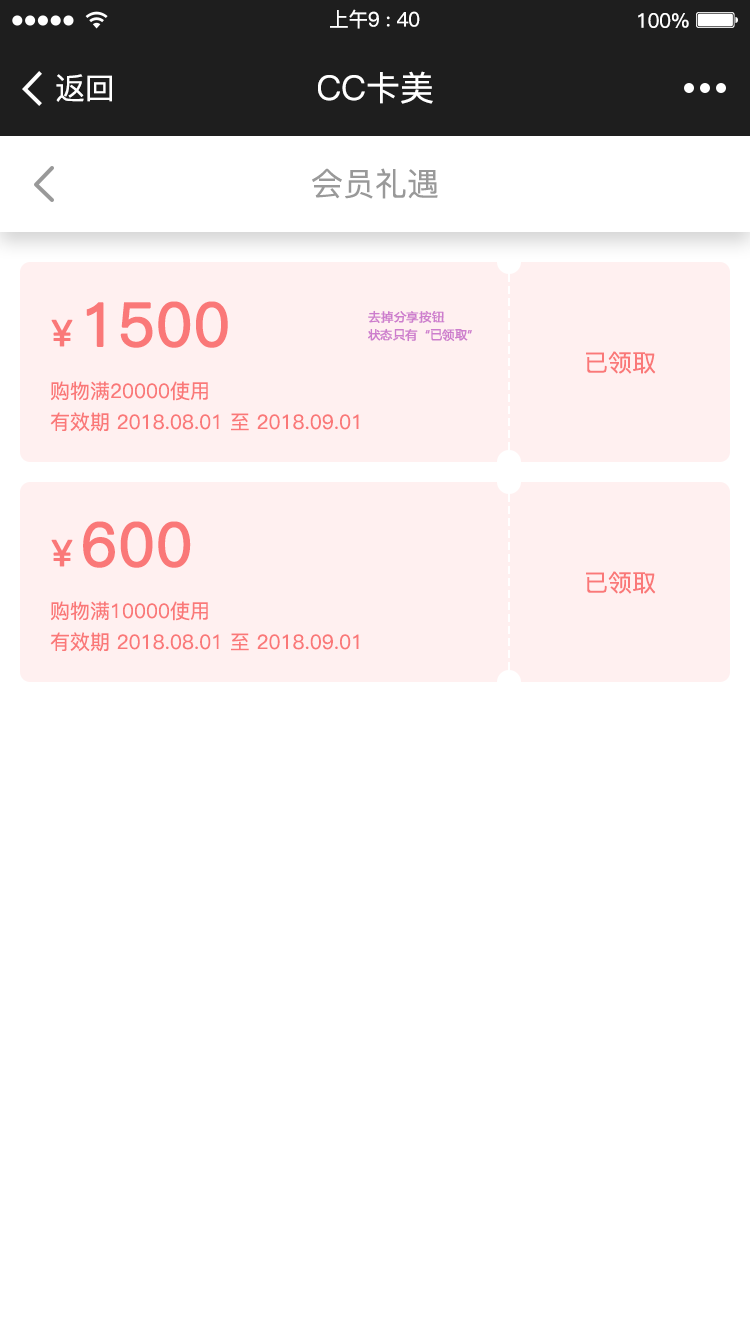 上午9 : 40
100%
返回
CC卡美
会员礼遇
¥1500
去掉分享按钮
状态只有“已领取”
购物满20000使用
有效期 2018.08.01 至 2018.09.01
已领取
¥600
购物满10000使用
有效期 2018.08.01 至 2018.09.01
已领取